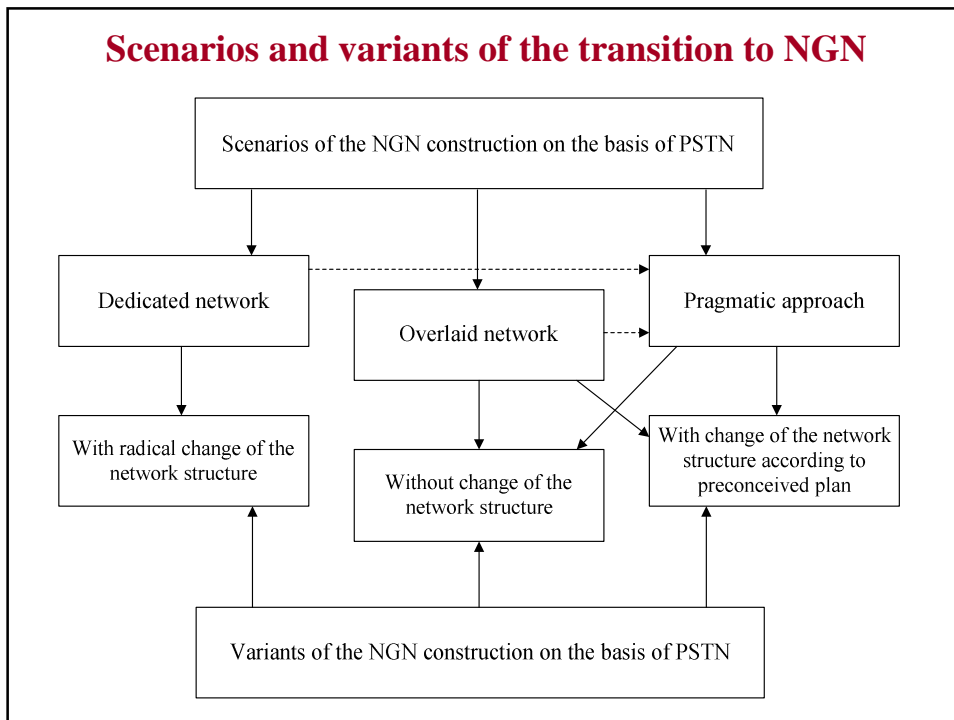 Scenarios and variants of the transition to NGN
Scenarios of the NGN construction on the basis of PSTN
Dedicated network
Overlaid network
Pragmatic approach
With radical change of the
network structure
Without change of the
network structure
With change of the network
structure according to
preconceived plan
Variants of the NGN construction on the basis of PSTN